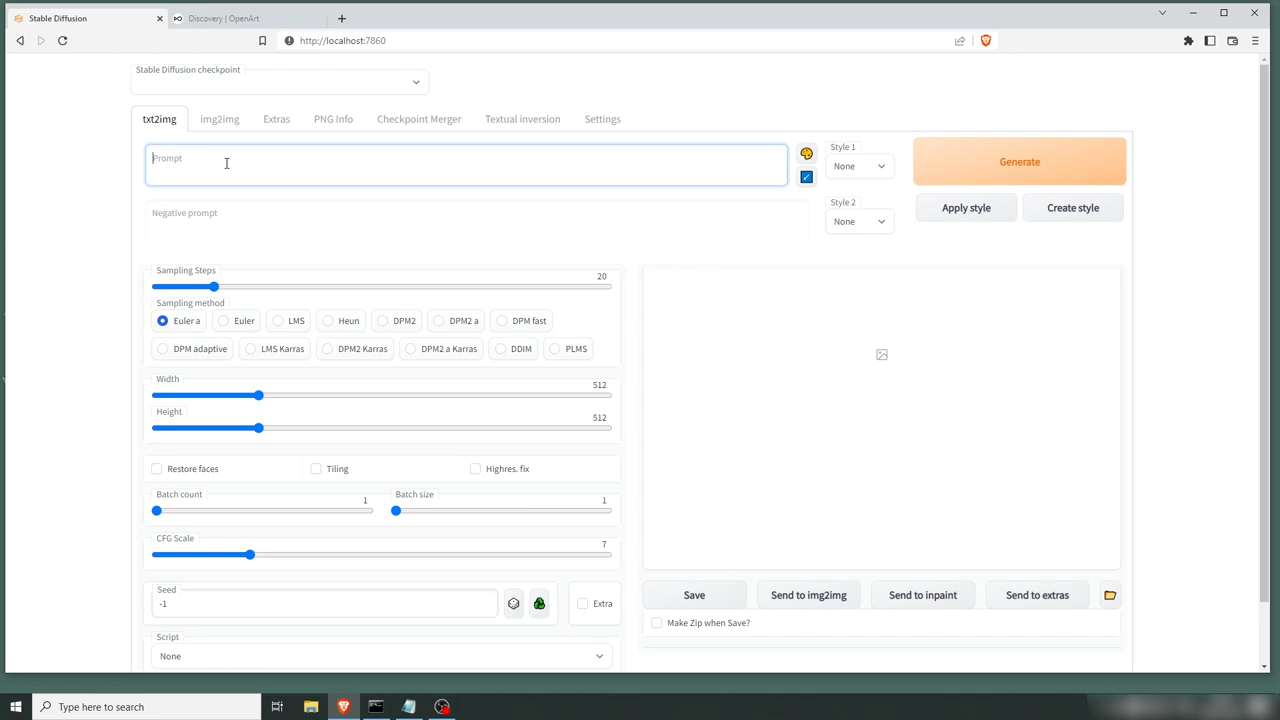 Stable Diffusion
Discovery | OpenArt
http://localhost:7860
Stable Diffusion checkpoint
txt2img img2img Extras PNG Info Checkpoint Merger Textual inversion Settings
Prompt
Negative prompt
Style 1
None
Style 2
None
Generate
Apply style Create style
Sampling Steps
20
Sampling method
Euler a Euler LMS Heun DPM2 DPM2 a DPM fast
DPM adaptive LMS Karras DPM2 Karras DPM2 a Karras DDIM PLMS
Width
512
Height
512
Restore faces Tiling Highres. fix
Batch count
1
Batch size
1
CFG Scale
7
Seed
-1
Extra
Script
None
Save Send to img2img Send to inpaint Send to extras
Make Zip when Save?
Type here to search